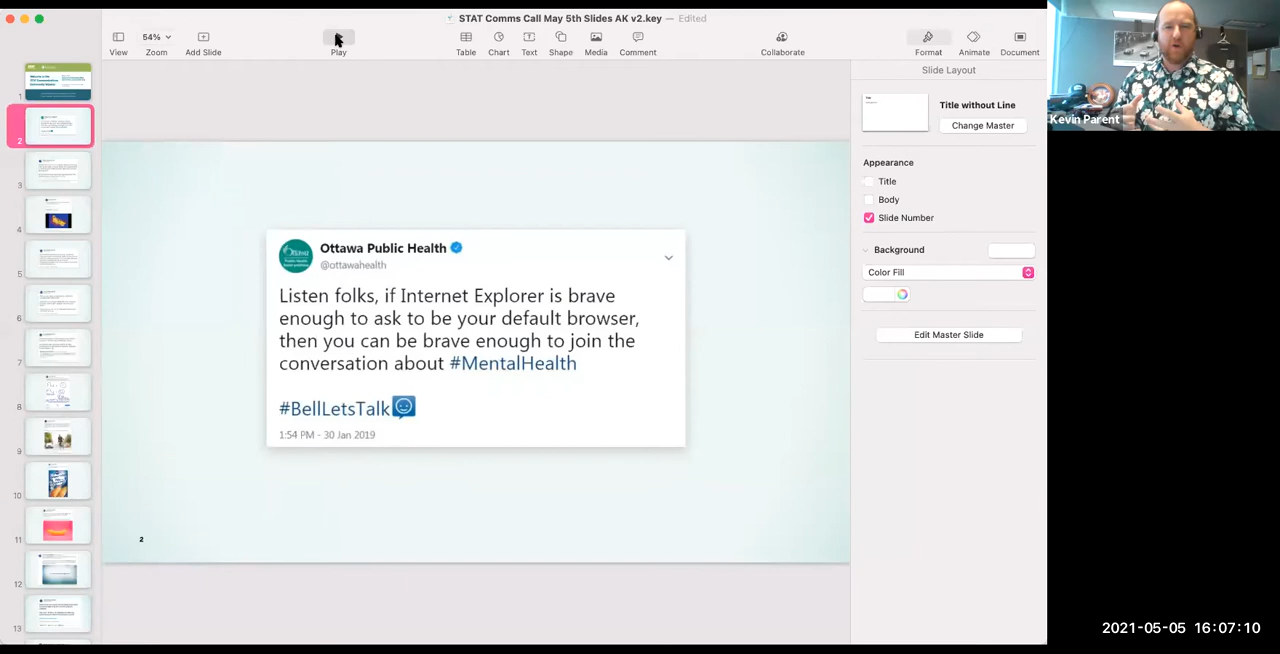 STAT Comms Call May 5th Slides AK v2.key — Edited
View
54%
Zoom
Add Slide
Play
Table
Chart
Text
Shape
Media
Comment
Collaborate
Format
Animate
Document
Slide Layout
Title without Line
Change Master
Appearance
Title
Body
Slide Number
Background
Color Fill
Edit Master Slide
1
2
3
4
5
6
7
8
9
10
11
12
13
Ottawa Public Health
@ottawahealth
Listen folks, if Internet Explorer is brave
enough to ask to be your default browser,
then you can be brave enough to join the
conversation about #MentalHealth
#BellLetsTalk
1:54 PM - 30 Jan 2019
2
Kevin Parent
2021-05-05 16:07:10